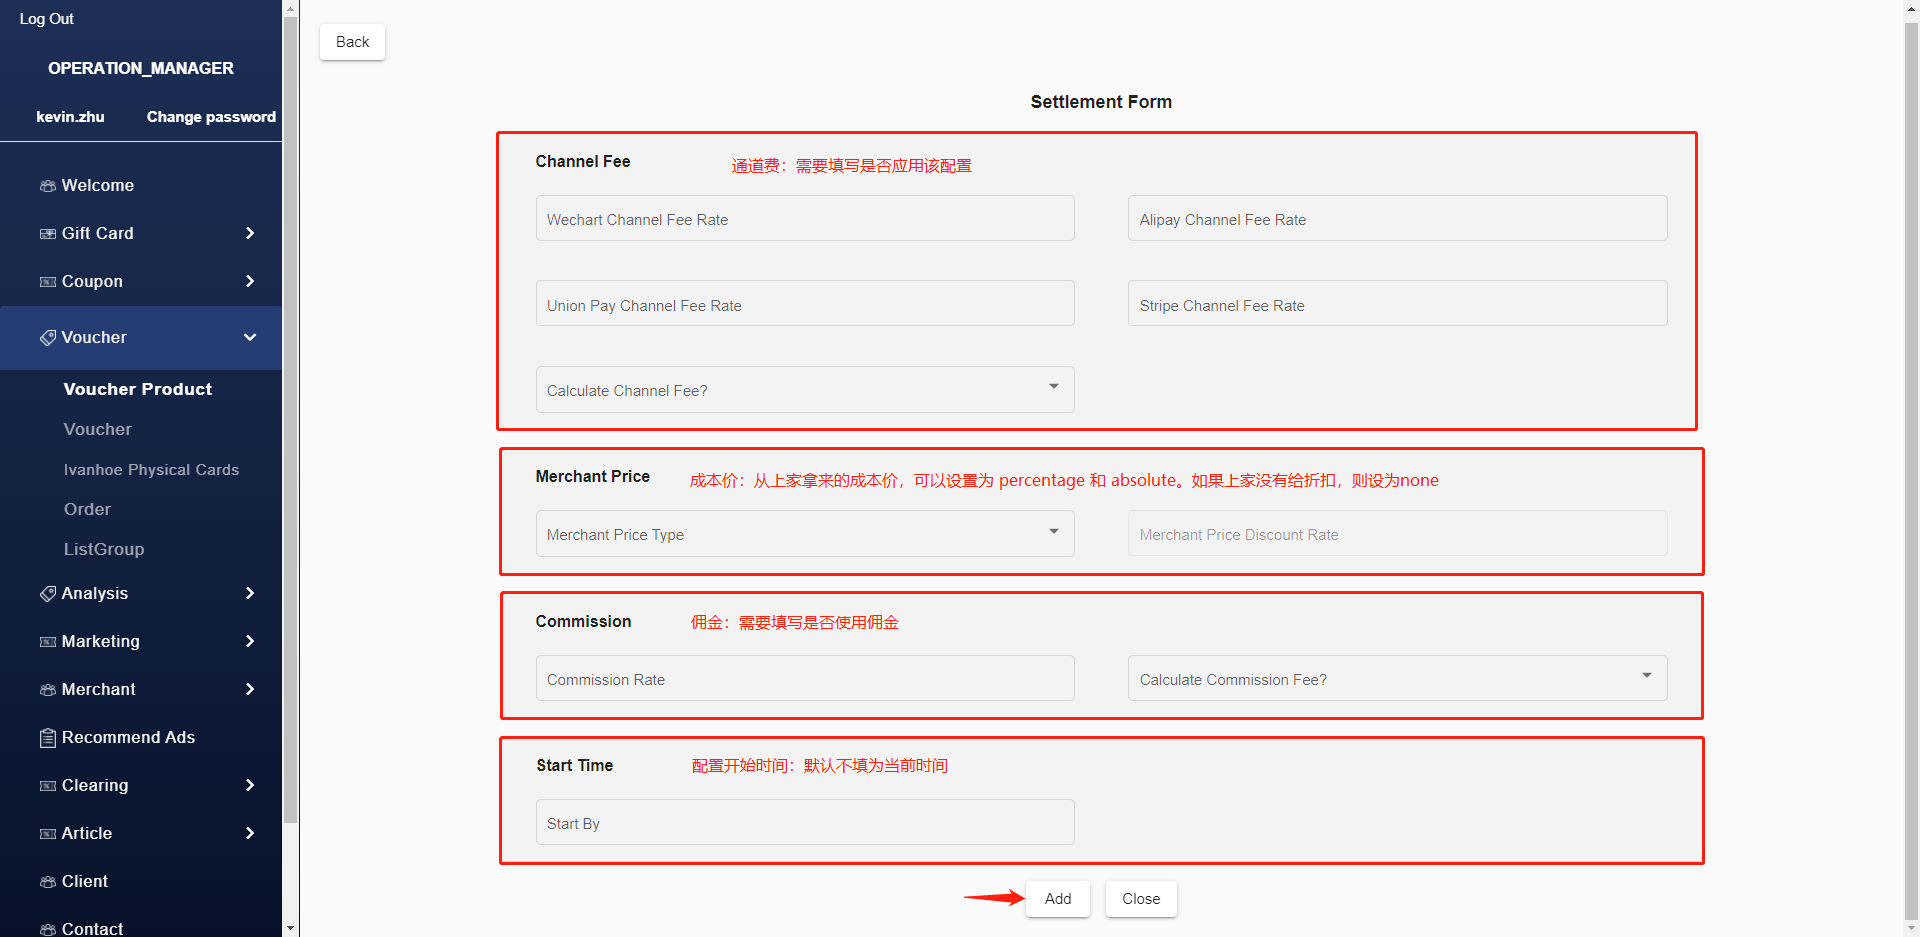 Log Out
OPERATION_MANAGER
kevin.zhu
Change password
Welcome
Gift Card
Coupon
Voucher
Voucher Product
Voucher
Ivanhoe Physical Cards
Order
ListGroup
Analysis
Marketing
Merchant
Recommend Ads
Clearing
Article
Client
Contact
Back
Settlement Form
Channel Fee
通道费：需要填写是否应用该配置
Wechart Channel Fee Rate
Alipay Channel Fee Rate
Union Pay Channel Fee Rate
Stripe Channel Fee Rate
Calculate Channel Fee?
Merchant Price
成本价：从上家拿来的成本价，可以设置为 percentage 和 absolute。如果上家没有给折扣，则设为none
Merchant Price Type
Merchant Price Discount Rate
Commission
佣金：需要填写是否使用佣金
Commission Rate
Calculate Commission Fee?
Start Time
配置开始时间：默认不填为当前时间
Start By
Add
Close